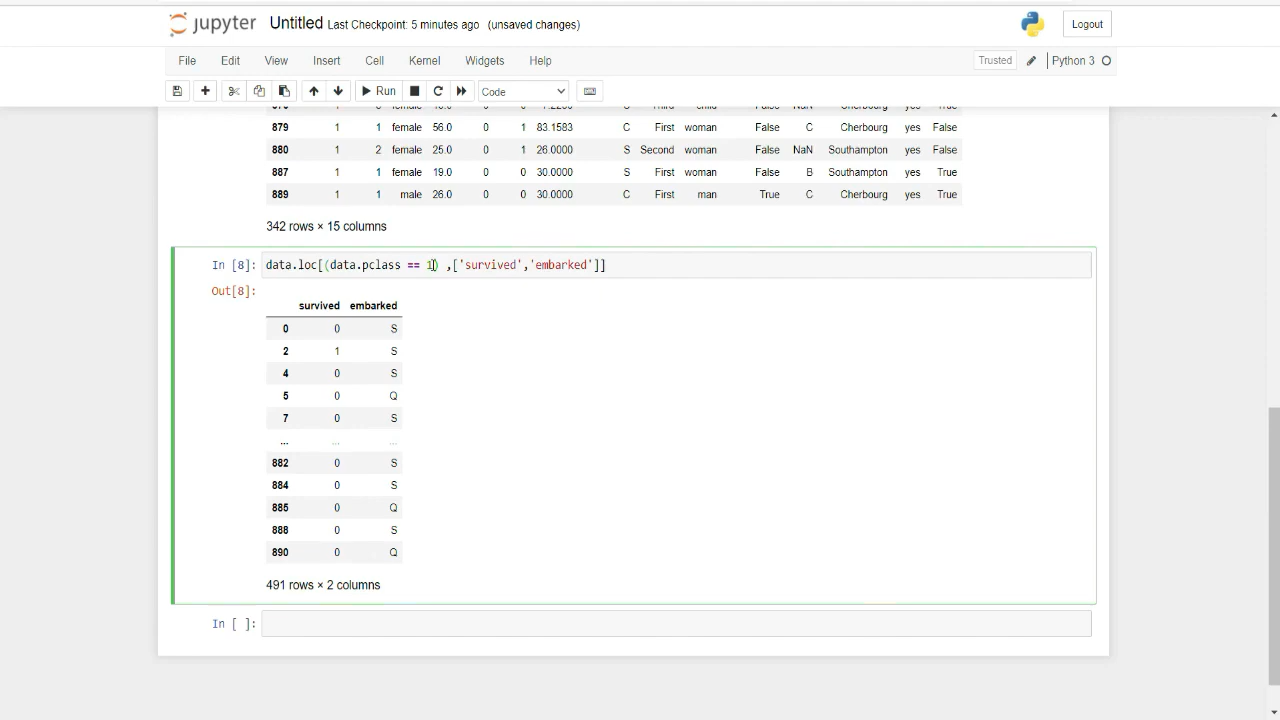 jupyter Untitled Last Checkpoint: 5 minutes ago (unsaved changes) Logout
File Edit View Insert Cell Kernel Widgets Help Trusted Python 3
Run Code
879 1 1 female 56.0 0 1 83.1583 C First woman False C Cherbourg yes False
880 1 2 female 25.0 0 1 26.0000 S Second woman False NaN Southampton yes False
887 1 1 female 19.0 0 0 30.0000 S First woman False B Southampton yes True
889 1 1 male 26.0 0 0 30.0000 C First man True C Cherbourg yes True
342 rows × 15 columns
In [8]: data.loc[(data.pclass == 1) ,['survived','embarked']]
Out[8]:
survived embarked
0 0 S
2 1 S
4 0 S
5 0 Q
7 0 S
... ... ...
882 0 S
884 0 S
885 0 Q
888 0 S
890 0 Q
491 rows × 2 columns
In [ ]: